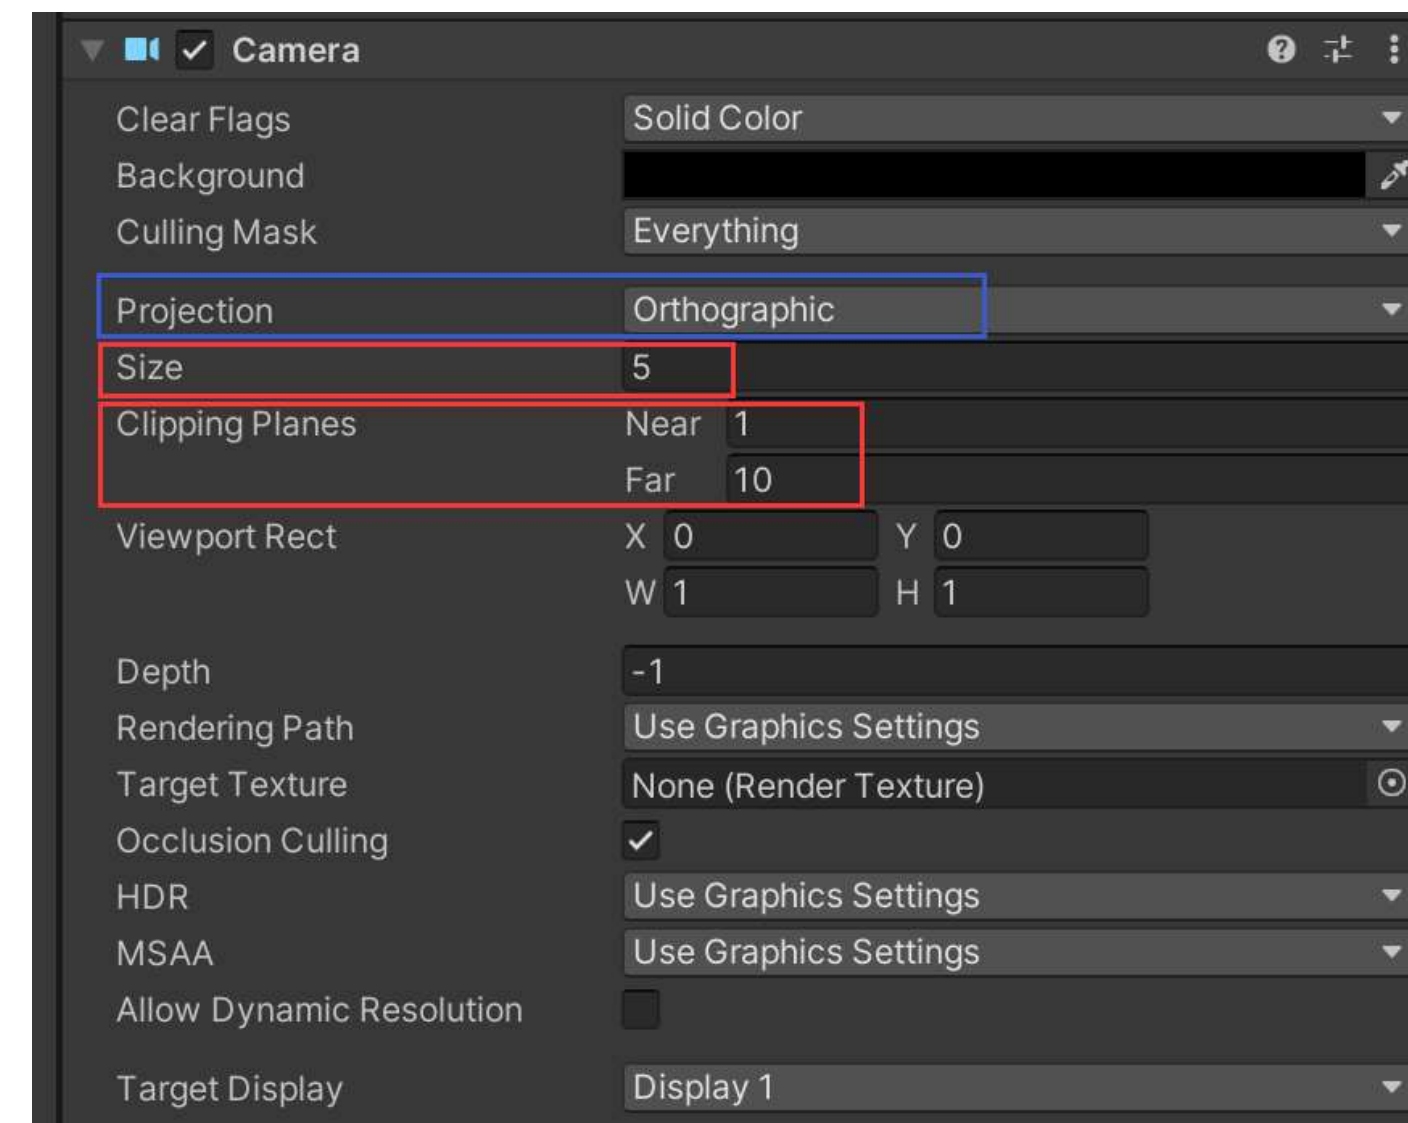 Camera
Clear Flags Solid Color
Background
Culling Mask Everything
Projection Orthographic
Size 5
Clipping Planes Near 1
Far 10
Viewport Rect X 0 Y 0
W 1 H 1
Depth -1
Rendering Path Use Graphics Settings
Target Texture None (Render Texture)
Occlusion Culling
HDR Use Graphics Settings
MSAA Use Graphics Settings
Allow Dynamic Resolution
Target Display Display 1